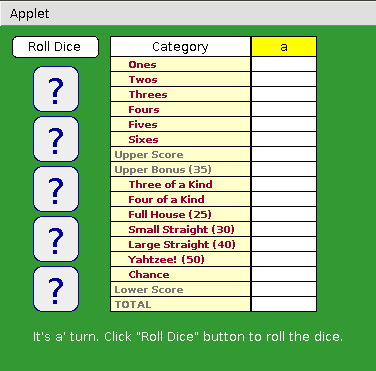 Applet
Roll Dice
Category a
?
?
?
?
?
Ones
Twos
Threes
Fours
Fives
Sixes
Upper Score
Upper Bonus (35)
Three of a Kind
Four of a Kind
Full House (25)
Small Straight (30)
Large Straight (40)
Yahtzee! (50)
Chance
Lower Score
TOTAL
It's a' turn. Click "Roll Dice" button to roll the dice.